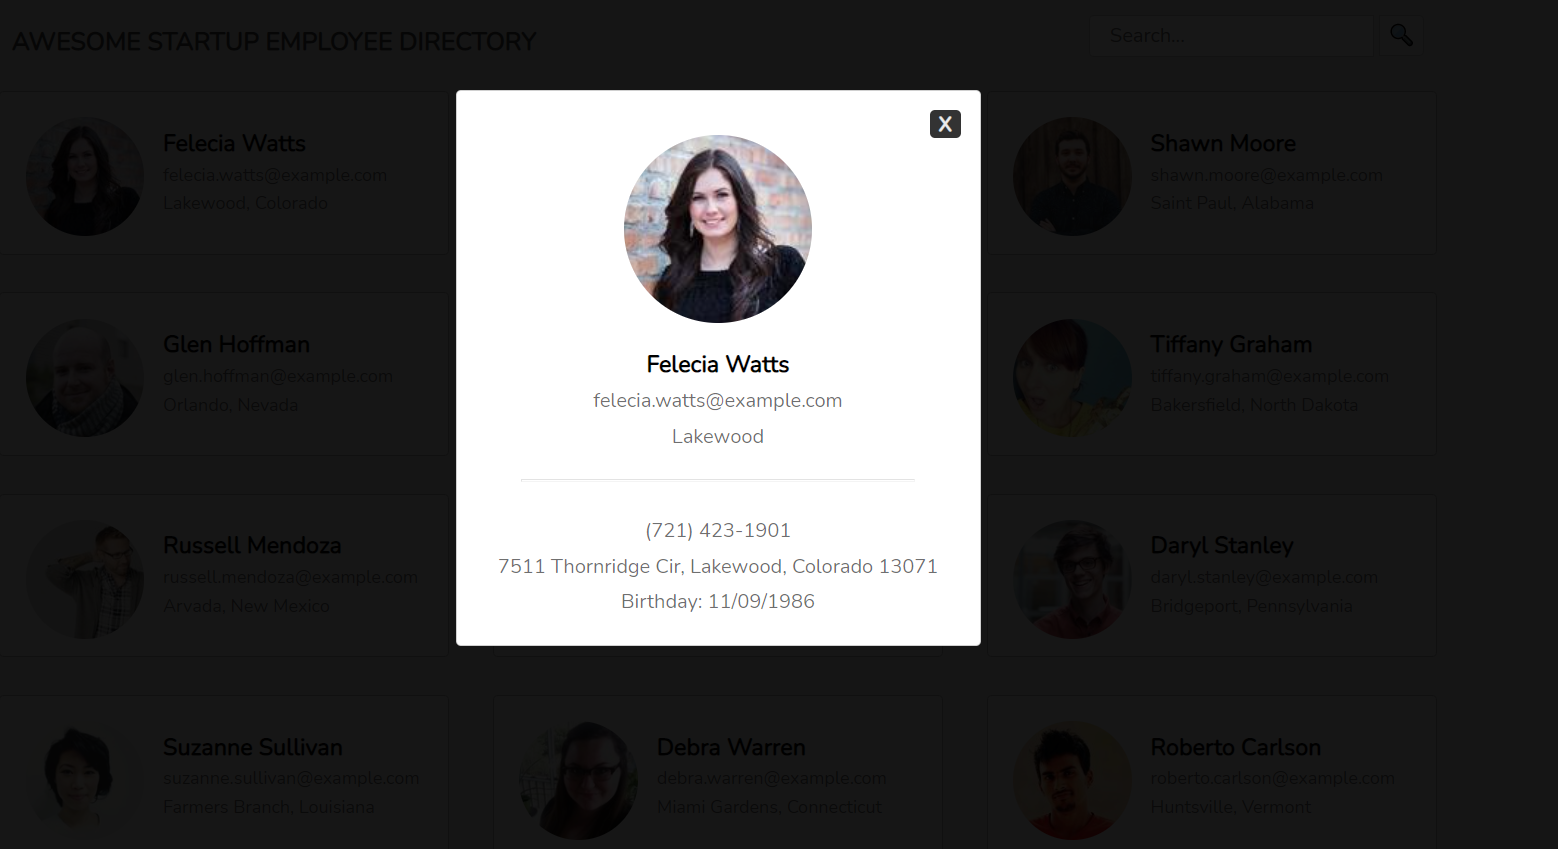 AWESOME STARTUP EMPLOYEE DIRECTORY
Search...
Felecia Watts
felecia.watts@example.com
Lakewood, Colorado
Shawn Moore
shawn.moore@example.com
Saint Paul, Alabama
Glen Hoffman
glen.hoffman@example.com
Orlando, Nevada
Tiffany Graham
tiffany.graham@example.com
Bakersfield, North Dakota
Russell Mendoza
russell.mendoza@example.com
Arvada, New Mexico
Daryl Stanley
daryl.stanley@example.com
Bridgeport, Pennsylvania
Suzanne Sullivan
suzanne.sullivan@example.com
Farmers Branch, Louisiana
Debra Warren
debra.warren@example.com
Miami Gardens, Connecticut
Roberto Carlson
roberto.carlson@example.com
Huntsville, Vermont
X
Felecia Watts
felecia.watts@example.com
Lakewood
(721) 423-1901
7511 Thornridge Cir, Lakewood, Colorado 13071
Birthday: 11/09/1986